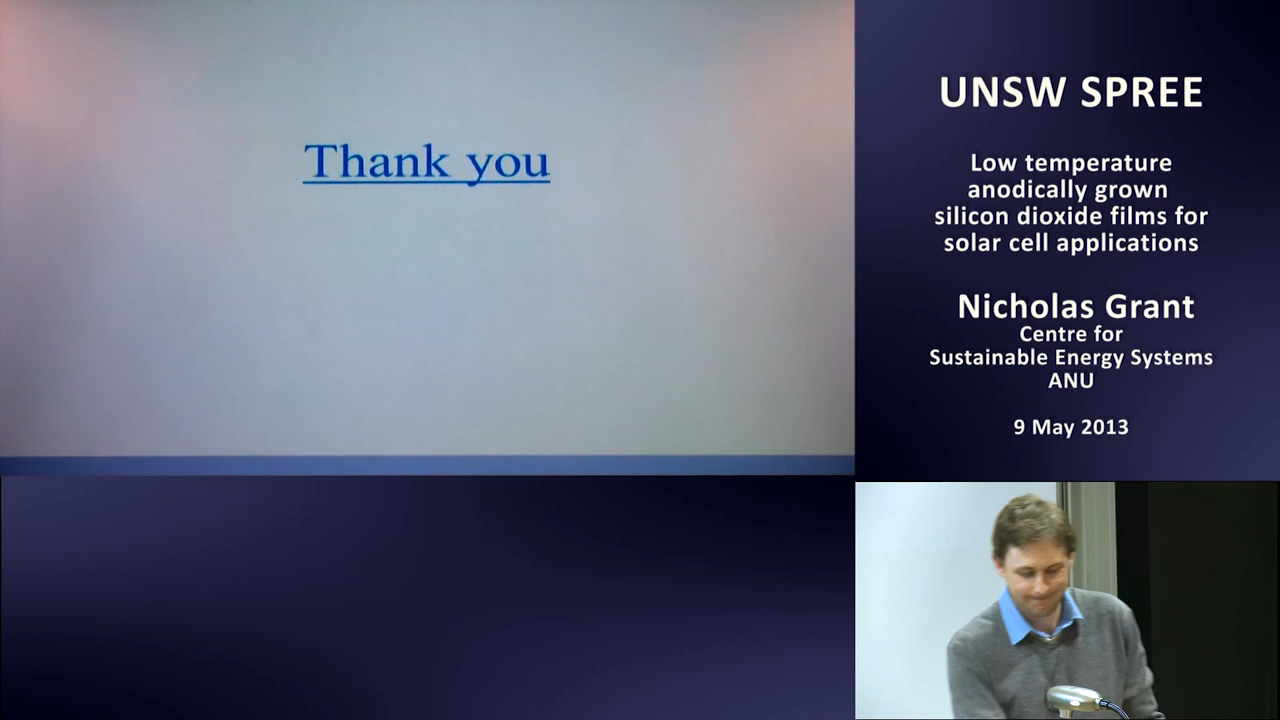 Thank you
UNSW SPREE
Low temperature
anodically grown
silicon dioxide films for
solar cell applications
Nicholas Grant
Centre for
Sustainable Energy Systems
ANU
9 May 2013